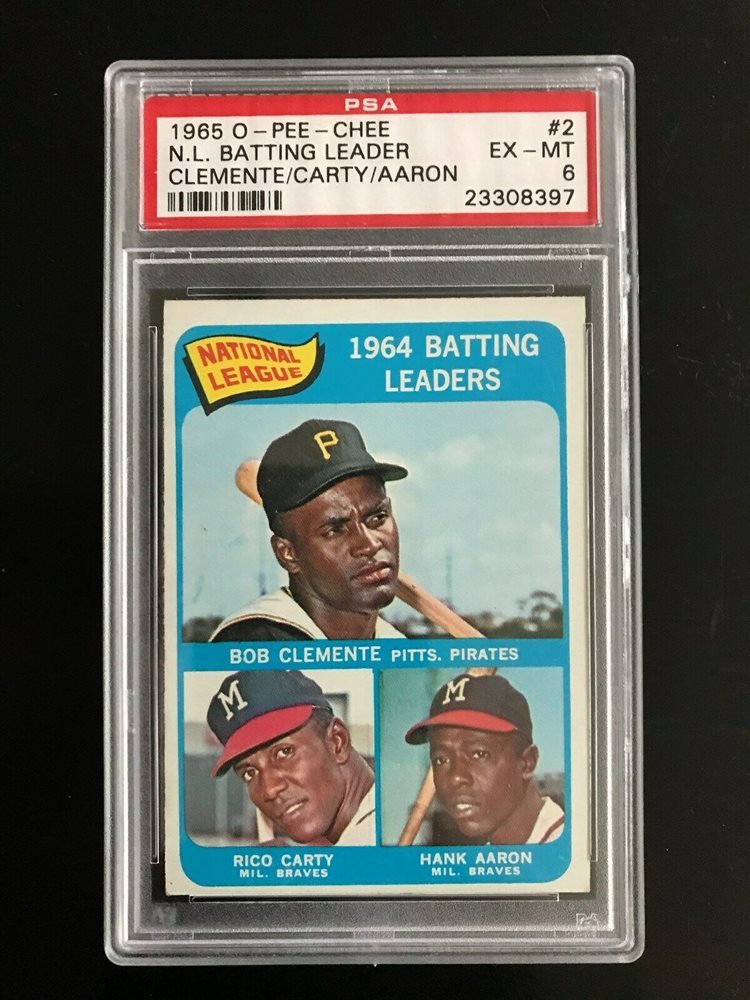 PSA
1965 O-PEE-CHEE #2
N.L. BATTING LEADER EX-MT
CLEMENTE/CARTY/AARON 6
23308397
NATIONAL
LEAGUE
1964 BATTING
LEADERS
P
BOB CLEMENTE PITTS. PIRATES
M
M
RICO CARTY
MIL. BRAVES
HANK AARON
MIL. BRAVES